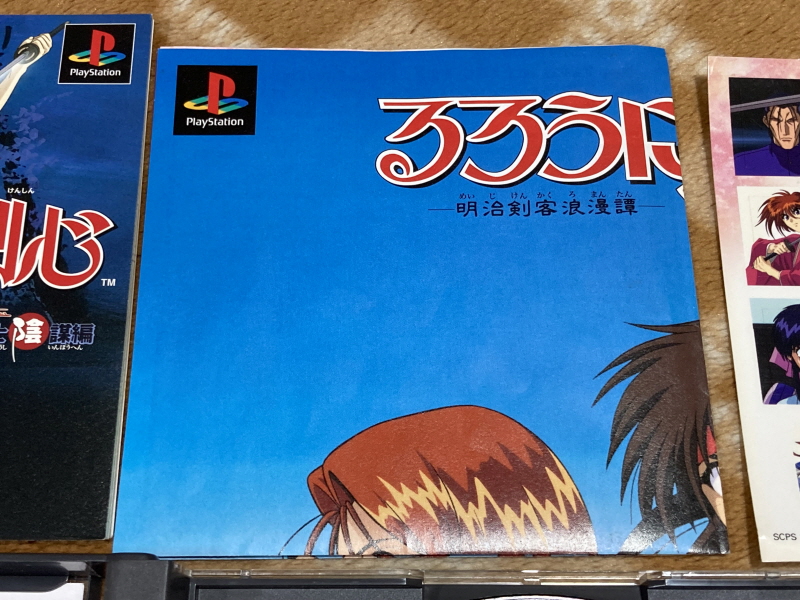 PlayStation
けんしん
剣心
TM
陰謀編
いんぼうへん
PlayStation
るろうに
めいじけんかくろまんたん
―明治剣客浪漫譚―
SCPS